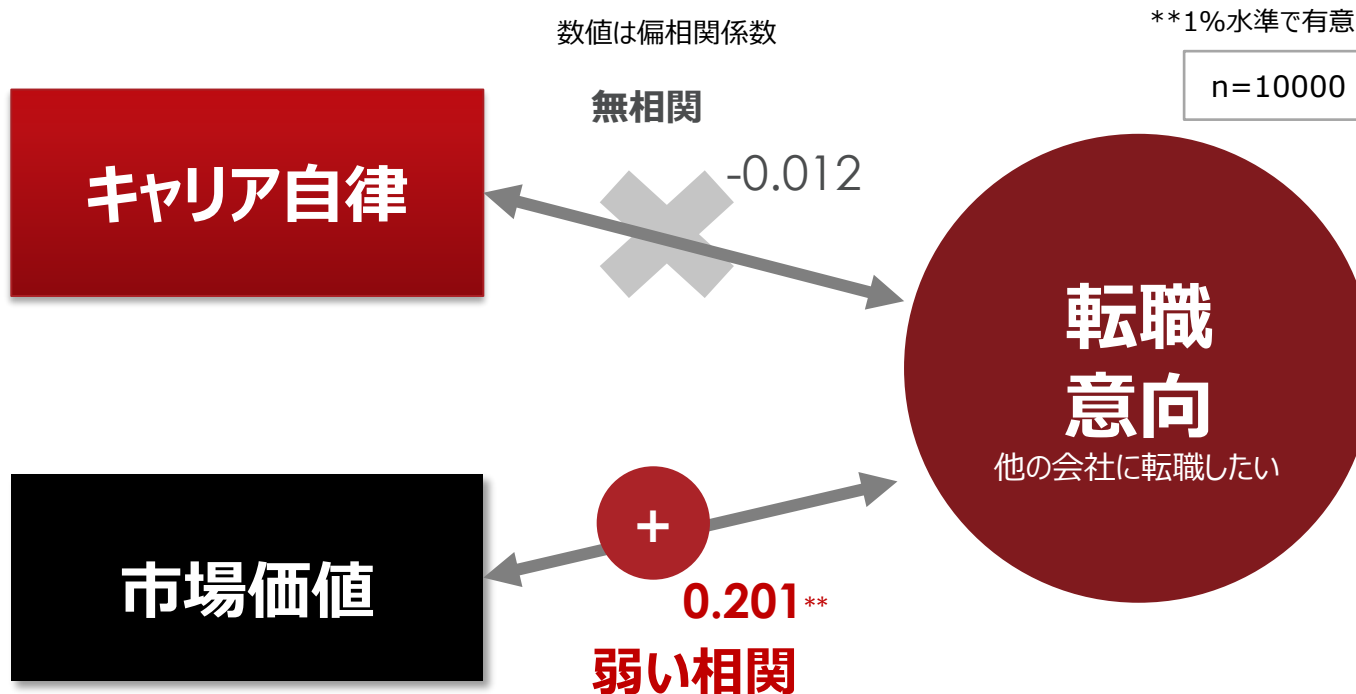 数値は偏相関係数
**1%水準で有意
n=10000
無相関
-0.012
キャリア自律
転職
意向
他の会社に転職したい
+
市場価値
0.201**
弱い相関